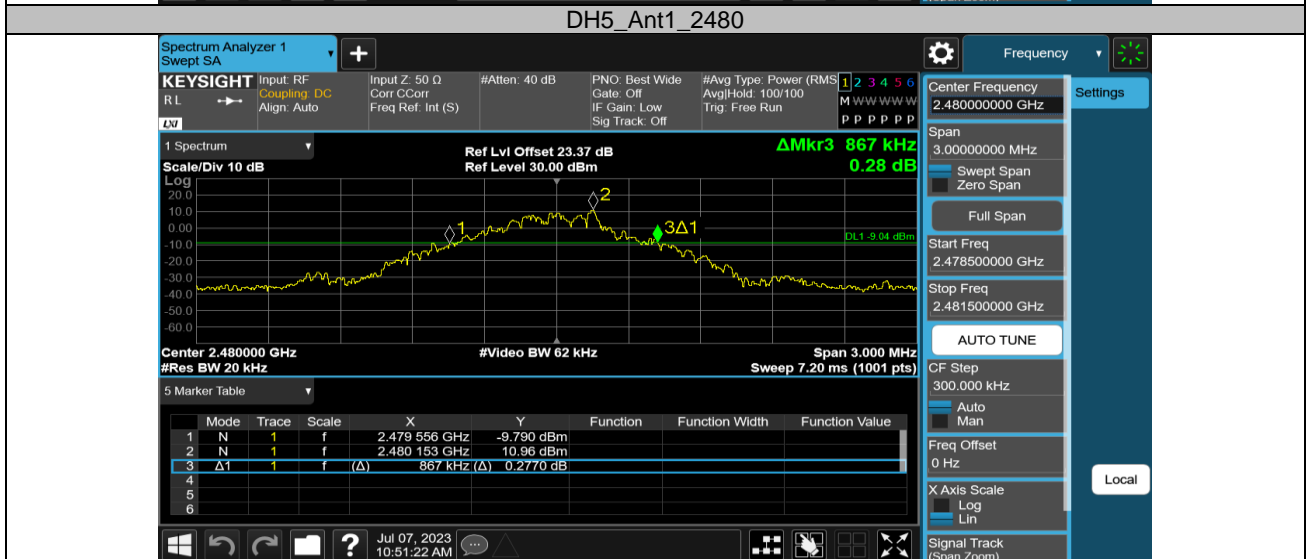 DH5_Ant1_2480
Spectrum Analyzer 1
Swept SA
Frequency
KEYSIGHT
R L
LXI
Input: RF
Coupling: DC
Align: Auto
Input Z: 50 Ω
Corr CCorr
Freq Ref: Int (S)
#Atten: 40 dB
PNO: Best Wide
Gate: Off
IF Gain: Low
Sig Track: Off
#Avg Type: Power (RMS
Avg|Hold: 100/100
Trig: Free Run
1 2 3 4 5 6
M W W W W W
P P P P P P
Center Frequency
2.480000000 GHz
Settings
Span
3.00000000 MHz
Swept Span
Zero Span
Full Span
Start Freq
2.478500000 GHz
Stop Freq
2.481500000 GHz
AUTO TUNE
CF Step
300.000 kHz
Auto
Man
Freq Offset
0 Hz
X Axis Scale
Log
Lin
Signal Track
(Span Zoom)
Local
1 Spectrum
Scale/Div 10 dB
Ref Lvl Offset 23.37 dB
Ref Level 30.00 dBm
ΔMkr3 867 kHz
0.28 dB
Log
20.0
10.0
0.00
-10.0
-20.0
-30.0
-40.0
-50.0
-60.0
1
2
3Δ1
DL1 -9.04 dBm
Center 2.480000 GHz
#Video BW 62 kHz
Span 3.000 MHz
#Res BW 20 kHz
Sweep 7.20 ms (1001 pts)
5 Marker Table
Mode Trace Scale X Y Function Function Width Function Value
1 N 1 f 2.479 556 GHz -9.790 dBm
2 N 1 f 2.480 153 GHz 10.96 dBm
3 Δ1 1 f (Δ) 867 kHz (Δ) 0.2770 dB
4
5
6
?
Jul 07, 2023
10:51:22 AM